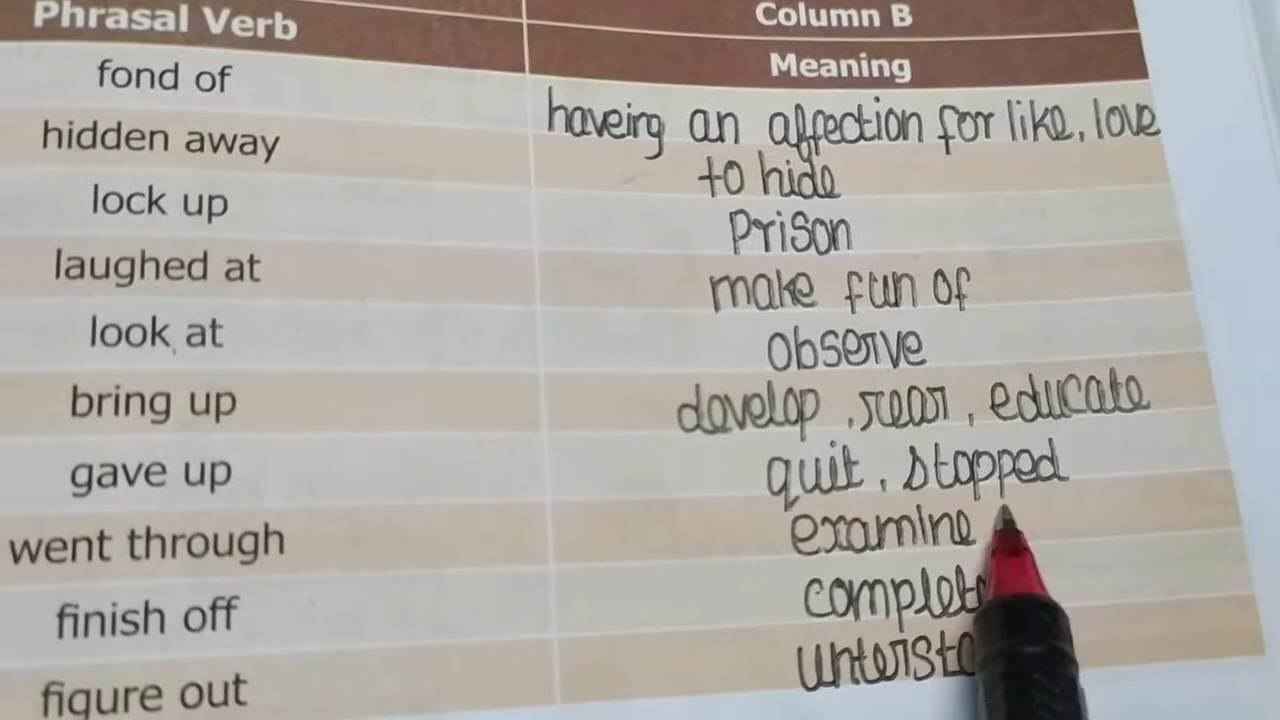 Phrasal Verb Column B
Meaning
fond of haveing an affection for like, love
hidden away to hide
lock up Prison
laughed at make fun of
look at observe
bring up develop, rear, educate
gave up quit, stopped
went through examine
finish off
figure out